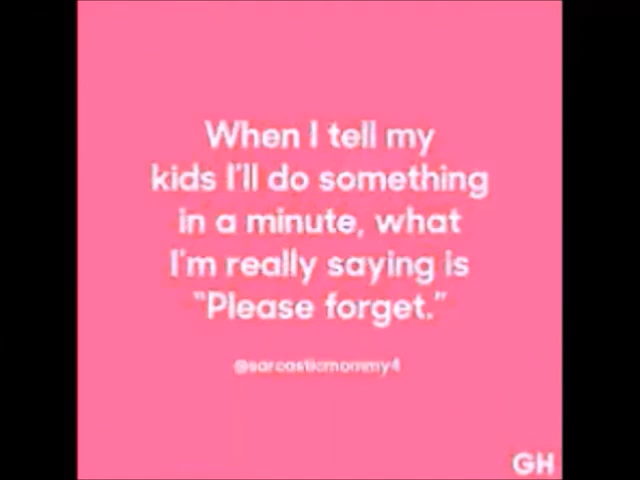 When I tell my
kids I'll do something
in a minute, what
I'm really saying is
"Please forget."
@sarcasticmommy4
GH